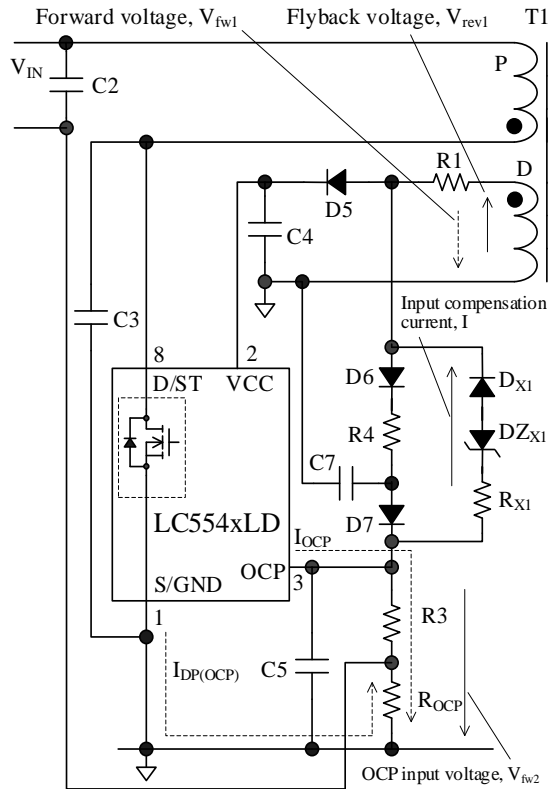 Forward voltage, Vfw1
Flyback voltage, Vrev1
T1
VIN
C2
P
R1
D
D5
C4
C3
Input compensation
current, I
8
2
D/ST
VCC
D6
DX1
R4
DZX1
C7
RX1
LC554xLD
D7
IOCP
OCP
3
S/GND
1
R3
IDP(OCP)
C5
ROCP
OCP input voltage, Vfw2